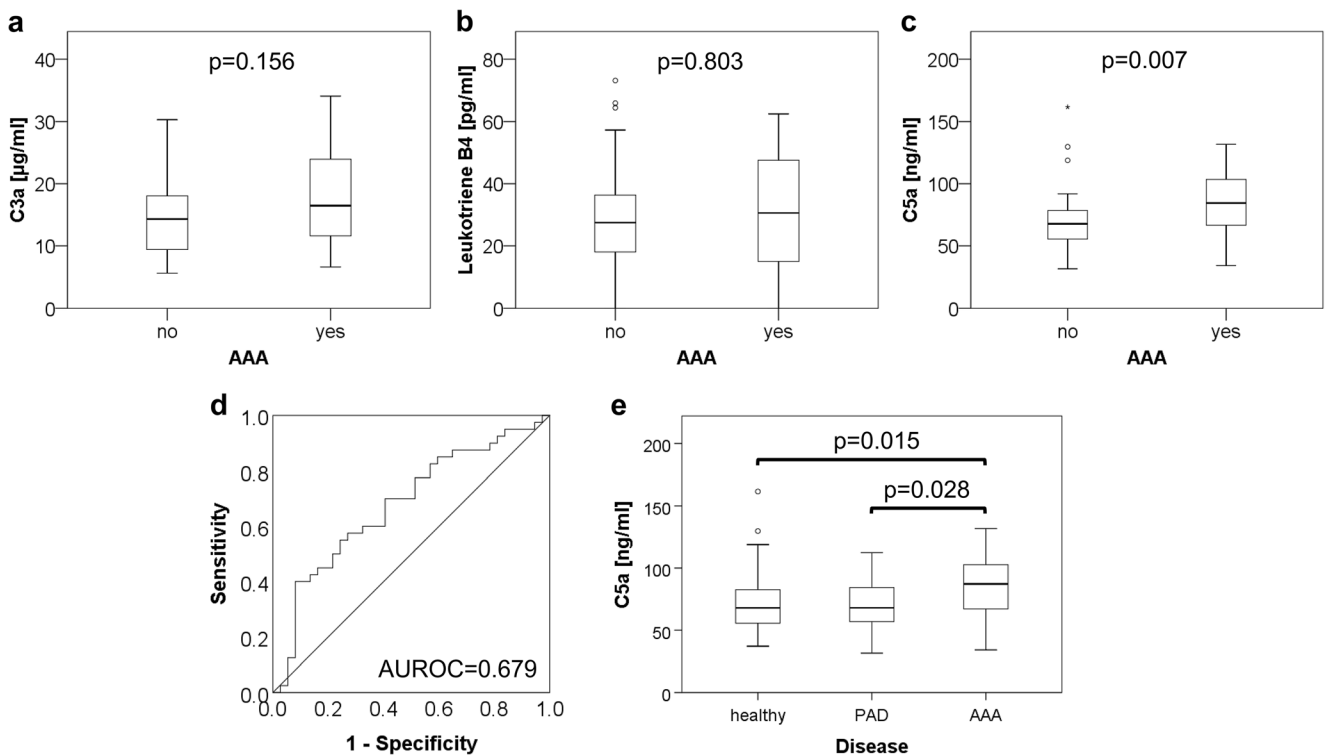 a
p=0.156
C3a [µg/ml]
40
30
20
10
0
no
yes
AAA
b
p=0.803
Leukotriene B4 [pg/ml]
80
60
40
20
0
no
yes
AAA
c
p=0.007
C5a [ng/ml]
200
150
100
50
0
*
no
yes
AAA
d
Sensitivity
1.0
0.8
0.6
0.4
0.2
0.0
AUROC=0.679
0.0
0.2
0.4
0.6
0.8
1.0
1 - Specificity
e
p=0.015
p=0.028
C5a [ng/ml]
200
150
100
50
0
healthy
PAD
AAA
Disease